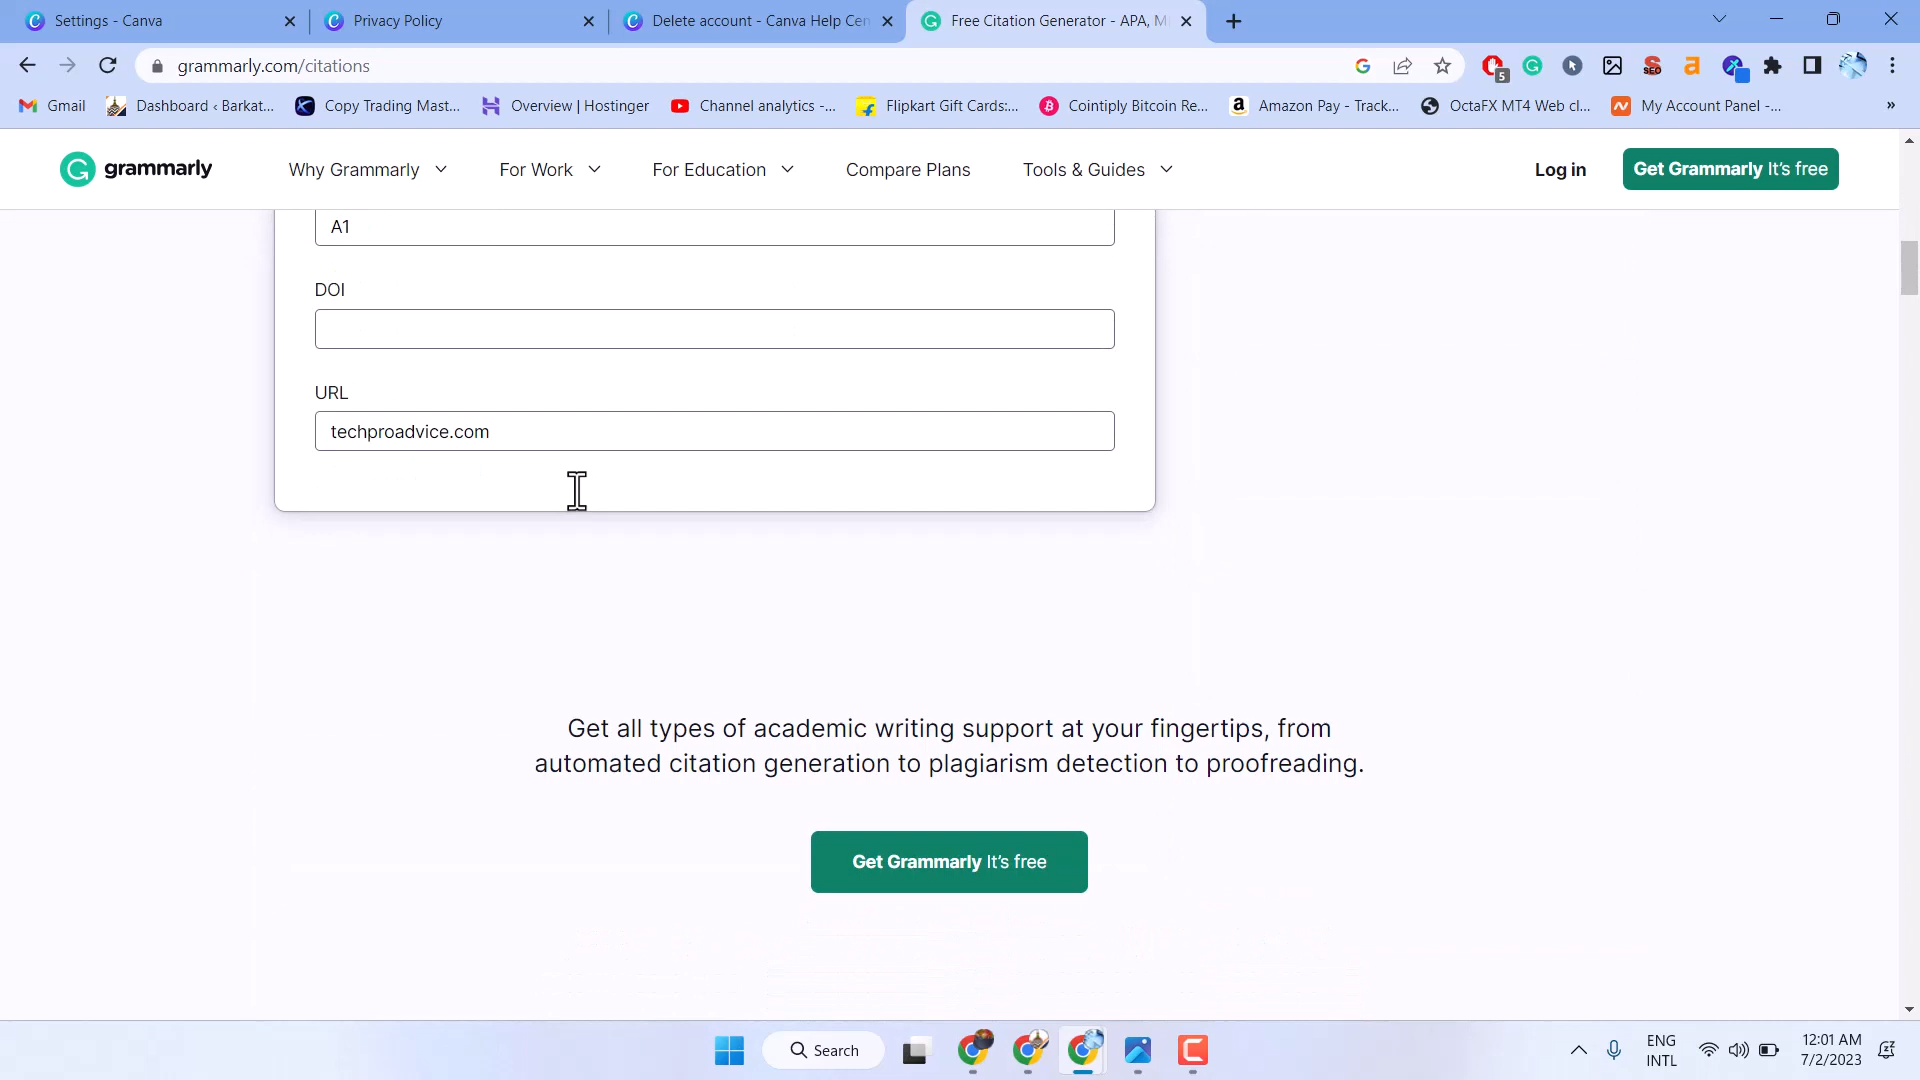 Settings - Canva
Privacy Policy
Delete account - Canva Help Cen
Free Citation Generator - APA, M
grammarly.com/citations
5
Gmail
Dashboard ‹ Barkat...
Copy Trading Mast...
Overview | Hostinger
Channel analytics -...
Flipkart Gift Cards:...
Cointiply Bitcoin Re...
Amazon Pay - Track...
OctaFX MT4 Web cl...
My Account Panel -...
grammarly
Why Grammarly
For Work
For Education
Compare Plans
Tools & Guides
Log in
Get Grammarly It's free
A1
DOI
URL
techproadvice.com
Get all types of academic writing support at your fingertips, from
automated citation generation to plagiarism detection to proofreading.
Get Grammarly It's free
Search
ENG
INTL
12:01 AM
7/2/2023